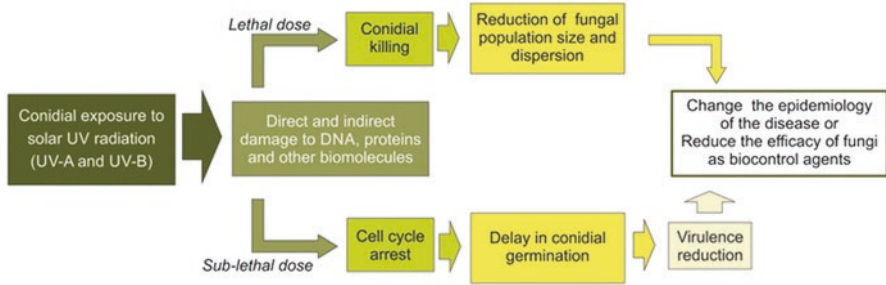 Lethal dose
Conidial
killing
Reduction of fungal
population size and
dispersion
Conidial exposure to
solar UV radiation
(UV-A and UV-B)
Direct and indirect
damage to DNA, proteins
and other biomolecules
Change the epidemiology
of the disease or
Reduce the efficacy of fungi
as biocontrol agents
Sub-lethal dose
Cell cycle
arrest
Delay in conidial
germination
Virulence
reduction